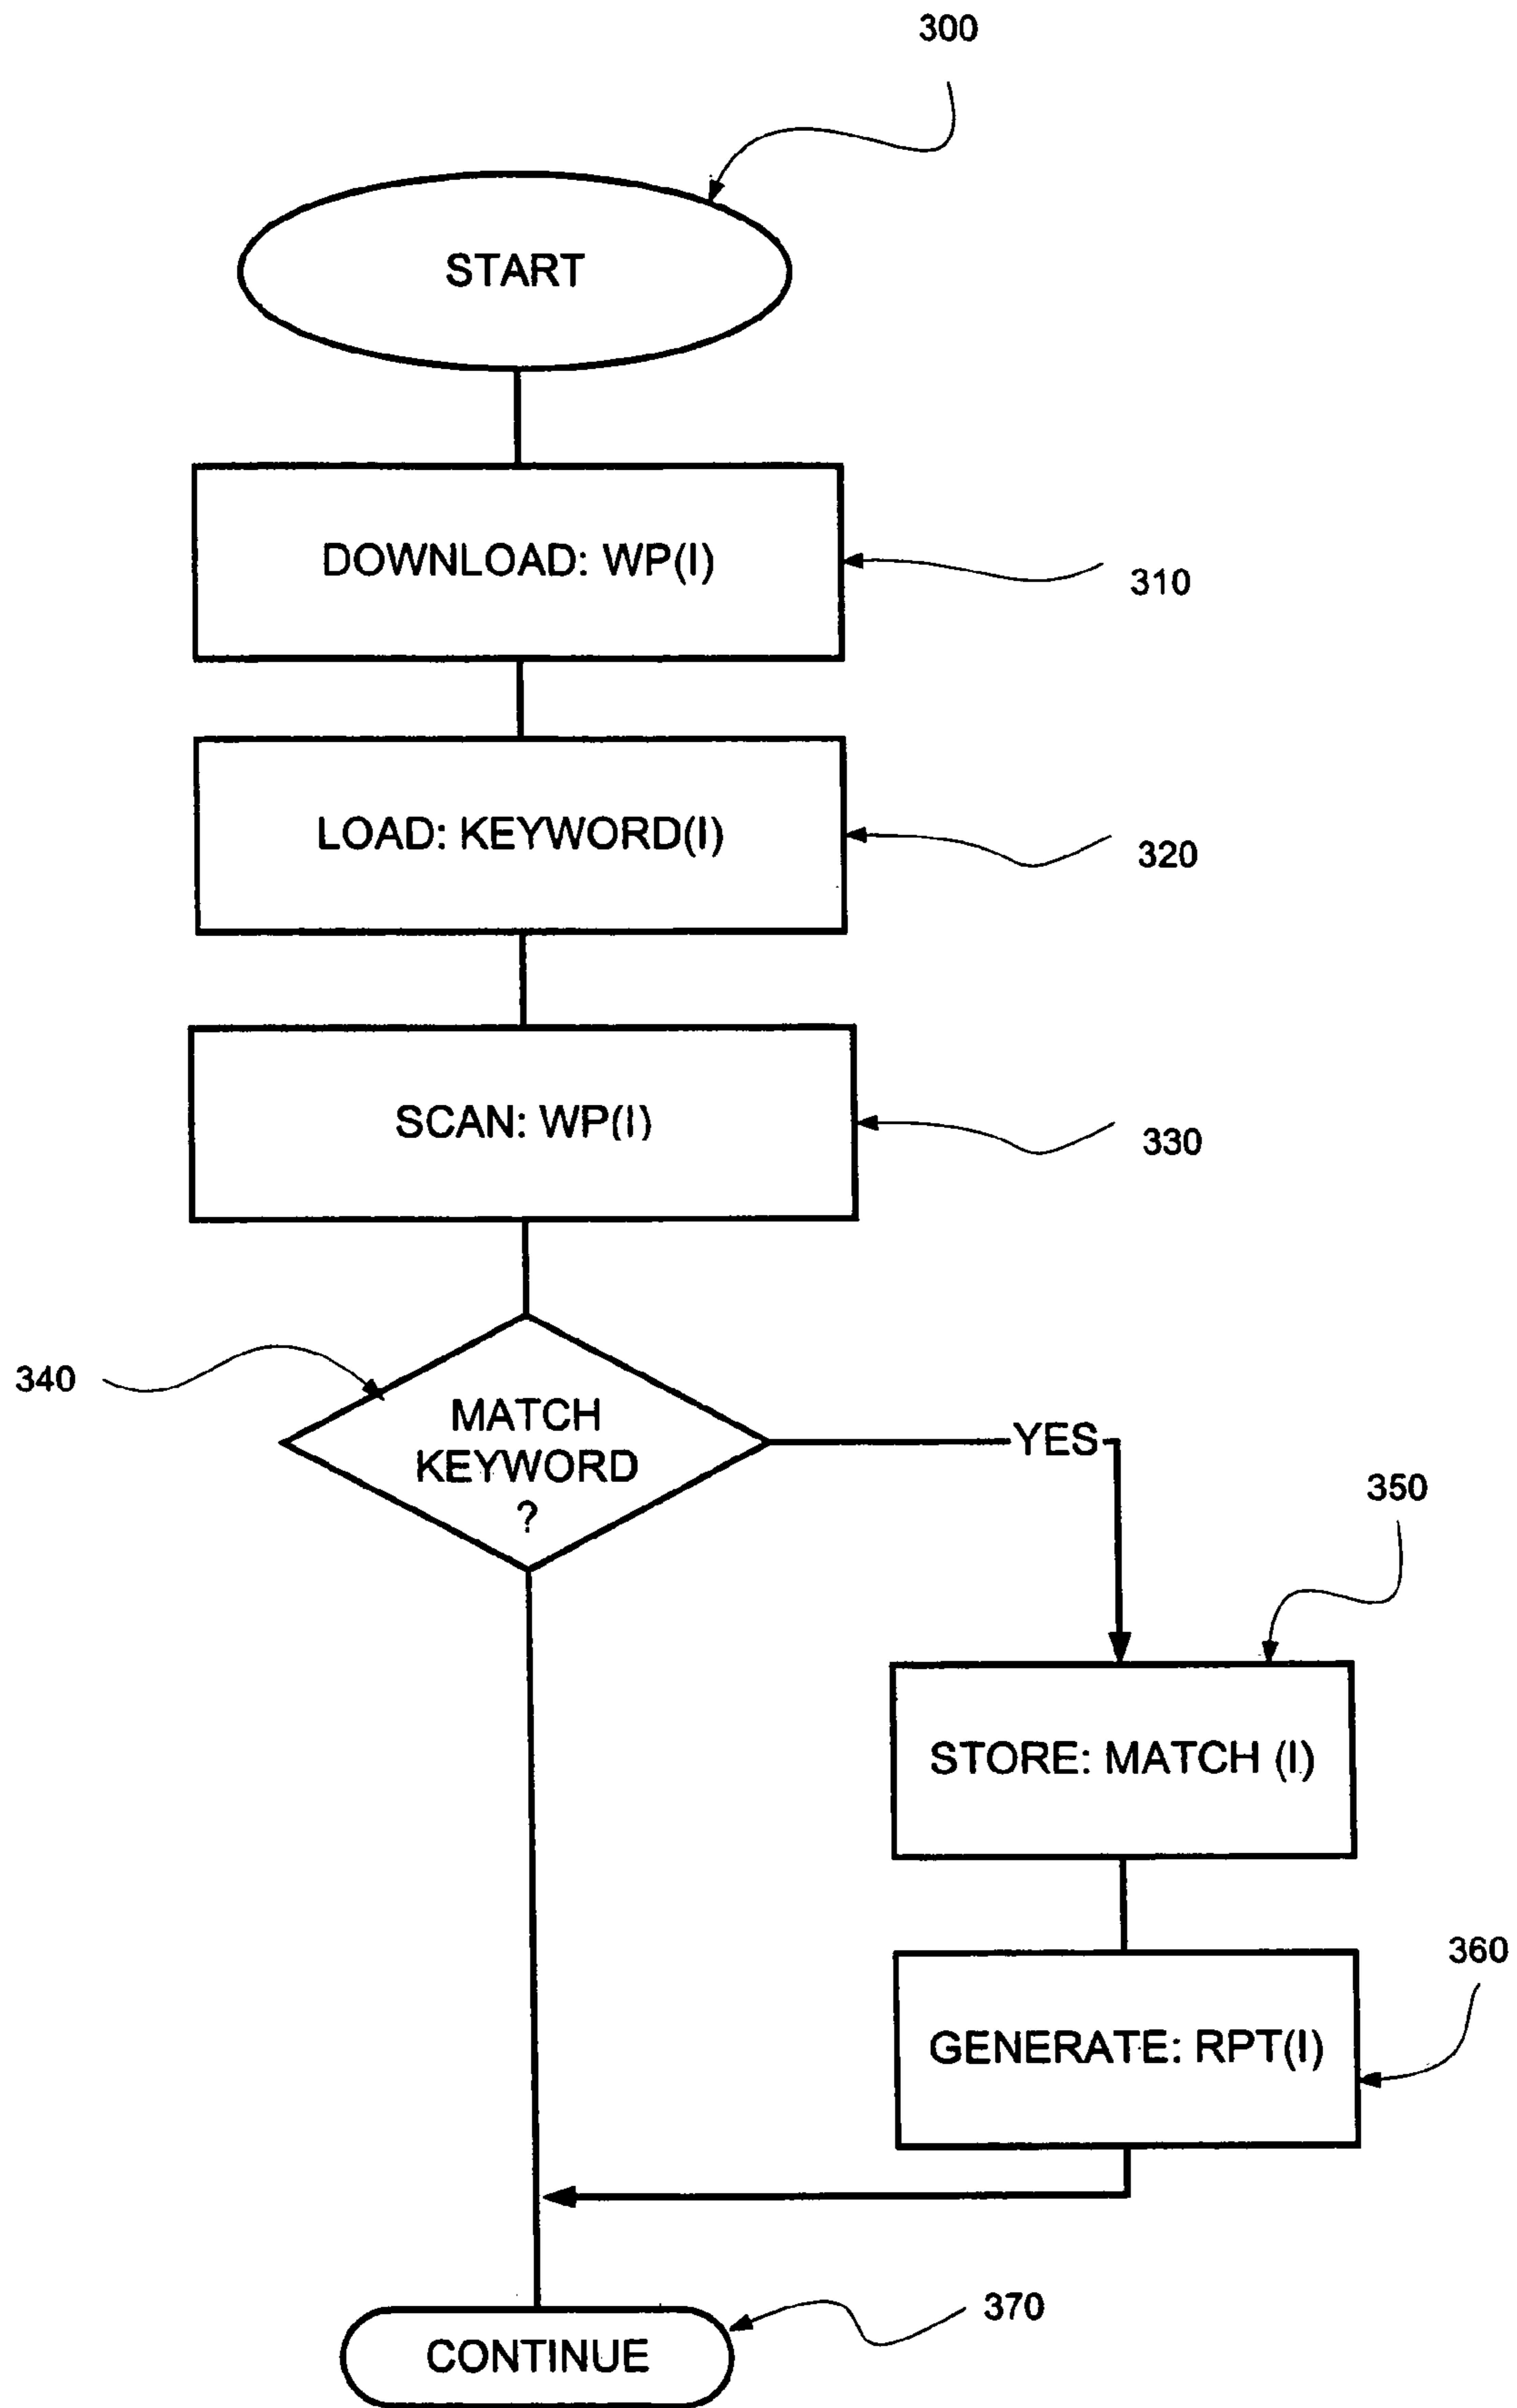 300
START
DOWNLOAD: WP(I)
310
LOAD: KEYWORD(I)
320
SCAN: WP(I)
330
340
MATCH
KEYWORD
?
YES
350
STORE: MATCH (I)
360
GENERATE: RPT(I)
370
CONTINUE